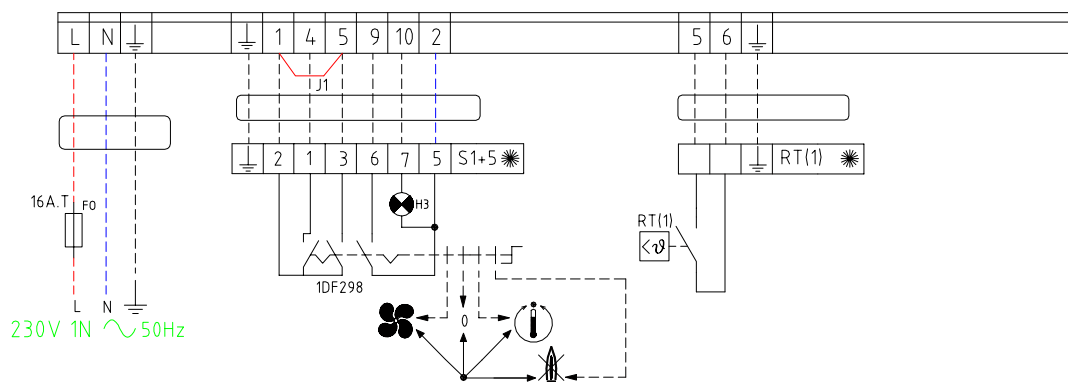 L N 1 4 5 9 10 2 5 6
J1
2 1 3 6 7 5 S1+5 RT(1)
16A.T F0
H3
RT(1)
<ϑ
1DF298
L N
0
230V 1N 50Hz